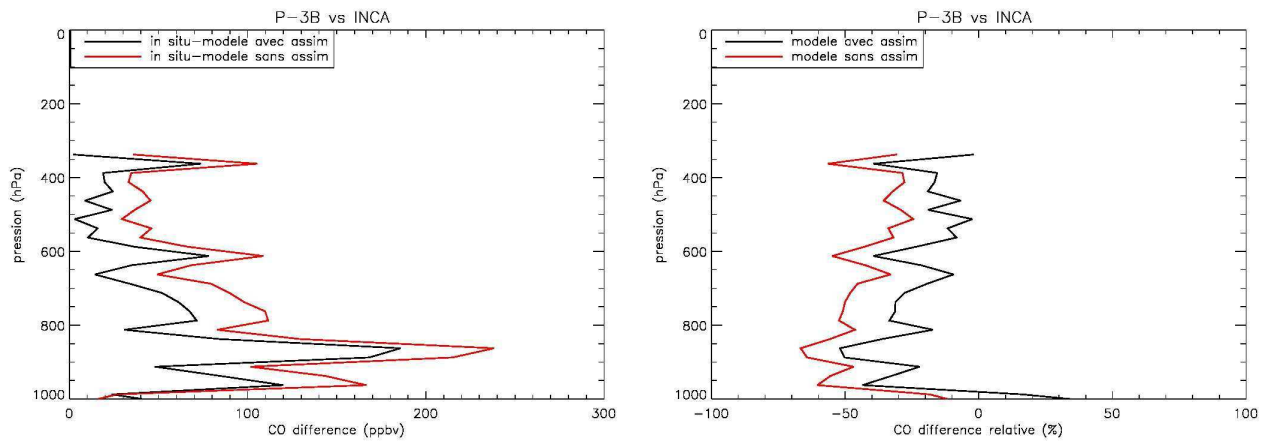 P-3B vs INCA
in situ-modele avec assim
in situ-modele sans assim
0
200
400
600
800
1000
pression (hPa)
0 100 200 300
CO difference (ppbv)
P-3B vs INCA
modele avec assim
modele sans assim
0
200
400
600
800
1000
pression (hPa)
-100 -50 0 50 100
CO difference relative (%)